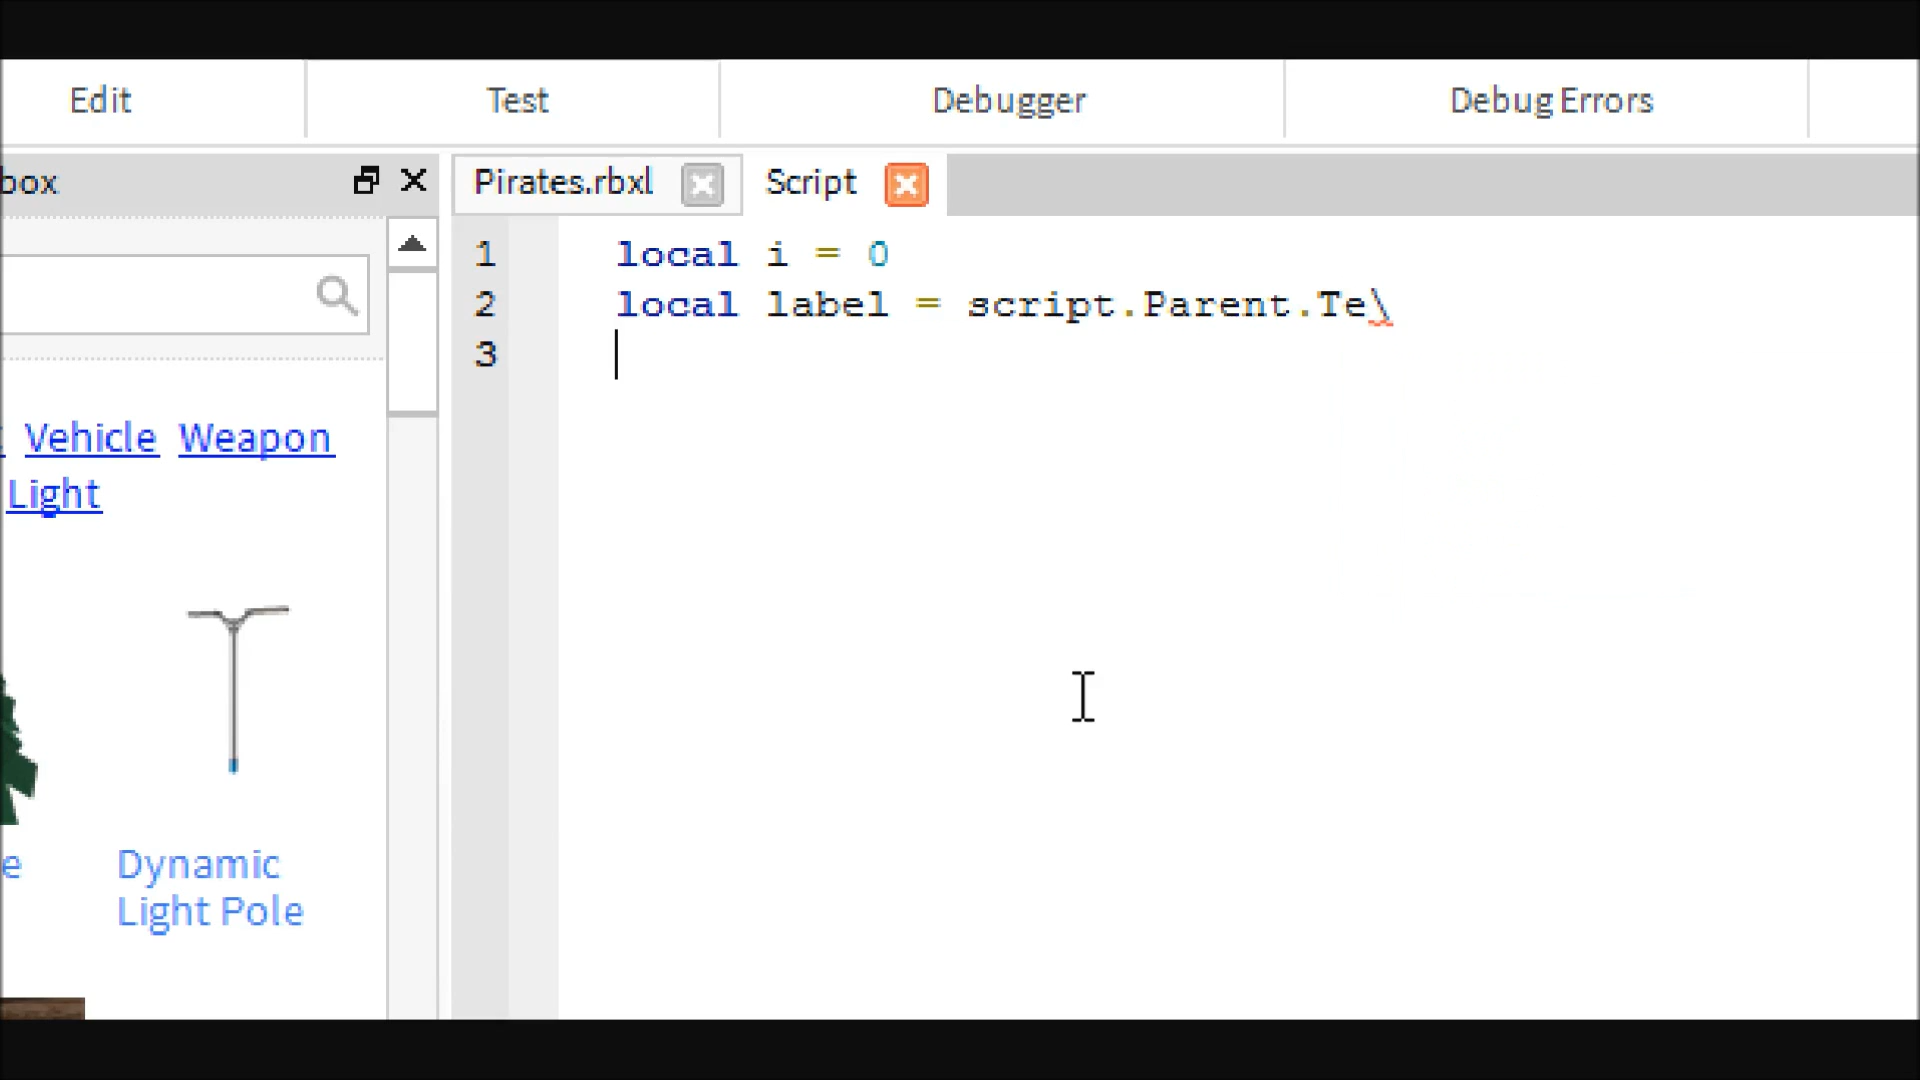 Edit Test Debugger Debug Errors
box Pirates.rbxl Script
1 local i = 0
2 local label = script.Parent.Te\
3
Vehicle Weapon
Light
e Dynamic
Light Pole